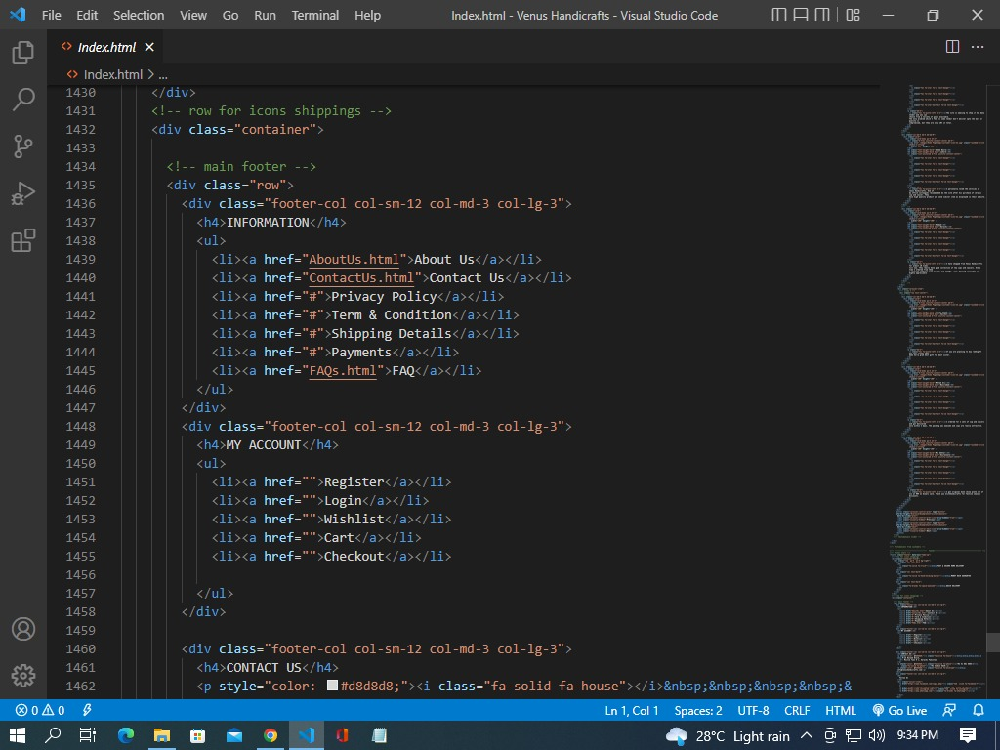 File Edit Selection View Go Run Terminal Help Index.html - Venus Handicrafts - Visual Studio Code
Index.html
Index.html > ...
1430 </div>
1431 <!-- row for icons shippings -->
1432 <div class="container">
1433
1434 <!-- main footer -->
1435 <div class="row">
1436 <div class="footer-col col-sm-12 col-md-3 col-lg-3">
1437 <h4>INFORMATION</h4>
1438 <ul>
1439 <li><a href="AboutUs.html">About Us</a></li>
1440 <li><a href="ContactUs.html">Contact Us</a></li>
1441 <li><a href="#">Privacy Policy</a></li>
1442 <li><a href="#">Term & Condition</a></li>
1443 <li><a href="#">Shipping Details</a></li>
1444 <li><a href="#">Payments</a></li>
1445 <li><a href="FAQs.html">FAQ</a></li>
1446 </ul>
1447 </div>
1448 <div class="footer-col col-sm-12 col-md-3 col-lg-3">
1449 <h4>MY ACCOUNT</h4>
1450 <ul>
1451 <li><a href="">Register</a></li>
1452 <li><a href="">Login</a></li>
1453 <li><a href="">Wishlist</a></li>
1454 <li><a href="">Cart</a></li>
1455 <li><a href="">Checkout</a></li>
1456
1457 </ul>
1458 </div>
1459
1460 <div class="footer-col col-sm-12 col-md-3 col-lg-3">
1461 <h4>CONTACT US</h4>
1462 <p style="color: #d8d8d8;"><i class="fa-solid fa-house"></i>&nbsp;&nbsp;&nbsp;&nbsp;&
0 0 Ln 1, Col 1 Spaces: 2 UTF-8 CRLF HTML Go Live
28°C Light rain 9:34 PM